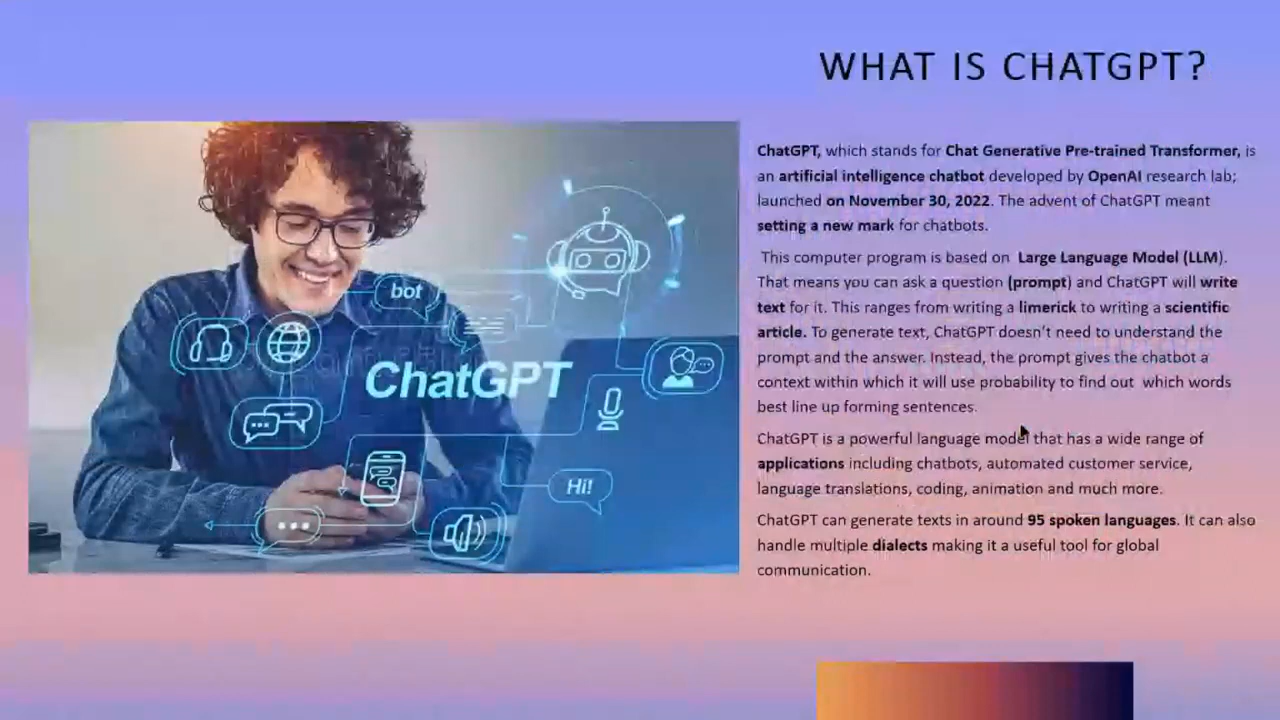 WHAT IS CHATGPT?
ChatGPT, which stands for Chat Generative Pre-trained Transformer, is
an artificial intelligence chatbot developed by OpenAI research lab;
launched on November 30, 2022. The advent of ChatGPT meant
setting a new mark for chatbots.
This computer program is based on Large Language Model (LLM).
That means you can ask a question (prompt) and ChatGPT will write
text for it. This ranges from writing a limerick to writing a scientific
article. To generate text, ChatGPT doesn't need to understand the
prompt and the answer. Instead, the prompt gives the chatbot a
context within which it will use probability to find out which words
best line up forming sentences.
ChatGPT is a powerful language model that has a wide range of
applications including chatbots, automated customer service,
language translations, coding, animation and much more.
ChatGPT can generate texts in around 95 spoken languages. It can also
handle multiple dialects making it a useful tool for global
communication.
bot
ChatGPT
Hi!